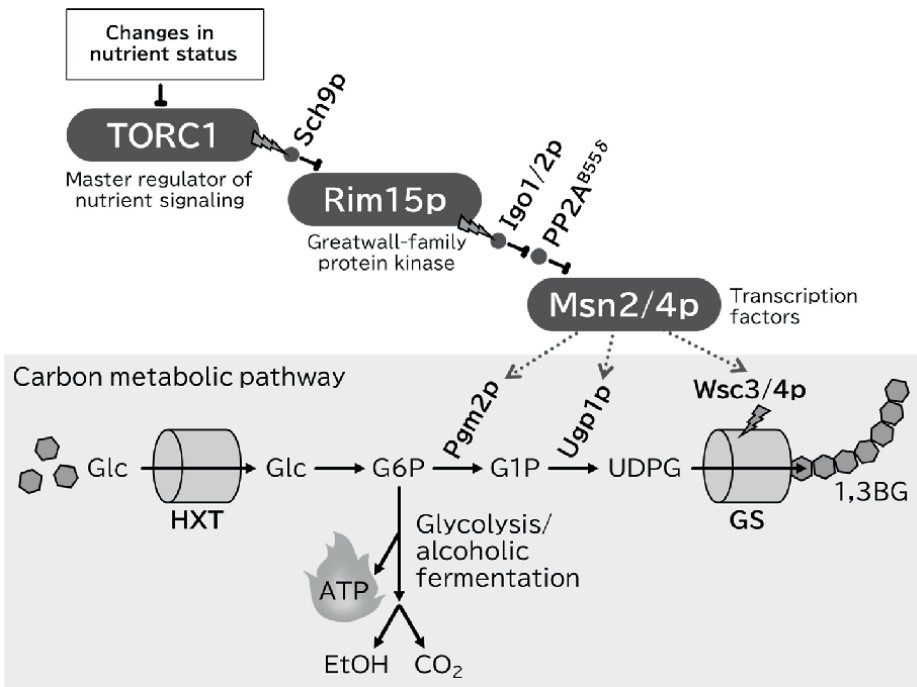 Changes in
nutrient status
TORC1
Sch9p
Master regulator of
nutrient signaling
Rim15p
Igo1/2p
PP2A^B55δ
Greatwall-family
protein kinase
Msn2/4p
Transcription
factors
Carbon metabolic pathway
Pgm2p
Ugp1p
Wsc3/4p
Glc
Glc
G6P
G1P
UDPG
1,3BG
HXT
GS
Glycolysis/
alcoholic
fermentation
ATP
EtOH
CO₂